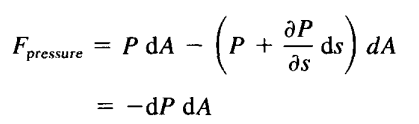 F_pressure = P dA − (P + ∂P/∂s ds) dA
= −dP dA